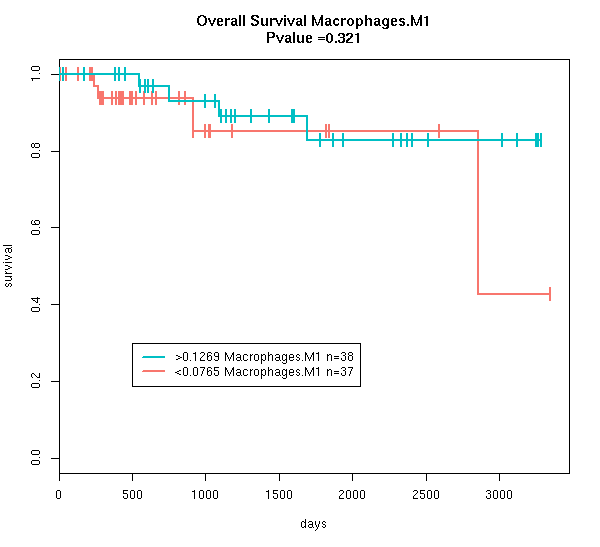 Overall Survival Macrophages.M1
Pvalue =0.321
1.0
0.8
0.6
0.4
0.2
0.0
survival
>0.1269 Macrophages.M1 n=38
<0.0765 Macrophages.M1 n=37
0 500 1000 1500 2000 2500 3000
days